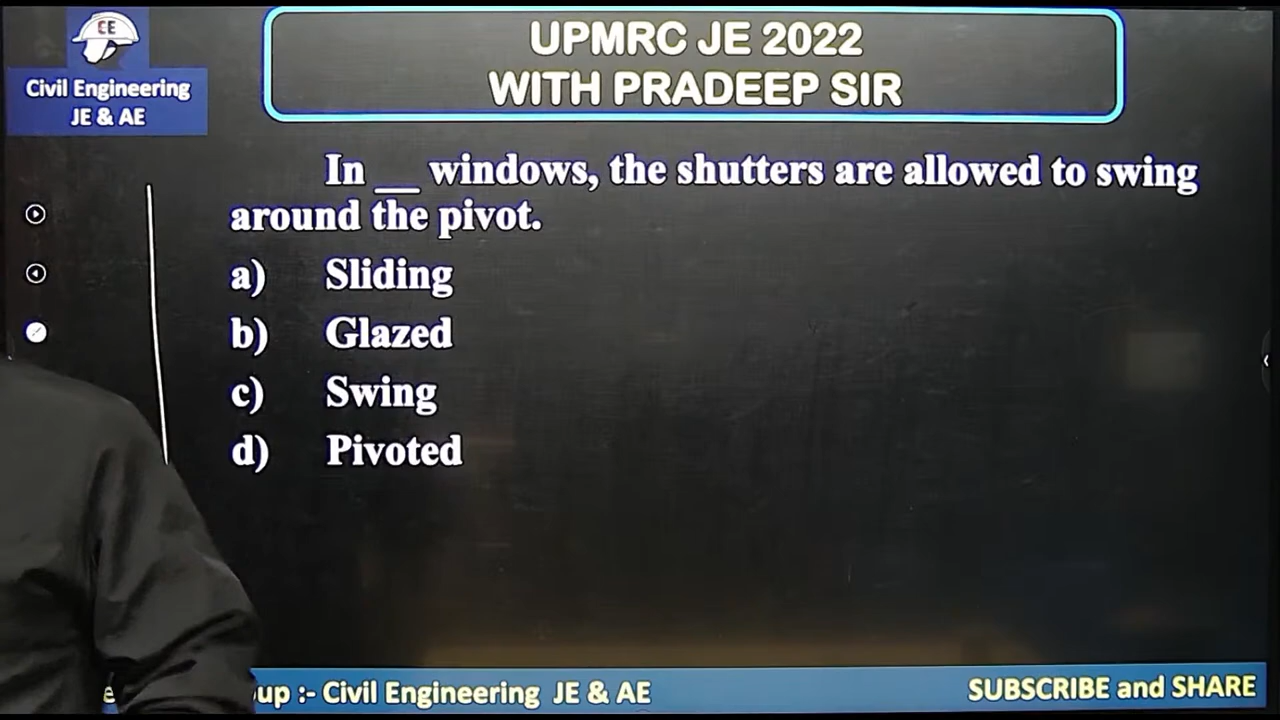 CE
Civil Engineering
JE & AE
UPMRC JE 2022
WITH PRADEEP SIR
In __ windows, the shutters are allowed to swing
around the pivot.
a) Sliding
b) Glazed
c) Swing
d) Pivoted
:- Civil Engineering JE & AE
SUBSCRIBE and SHARE